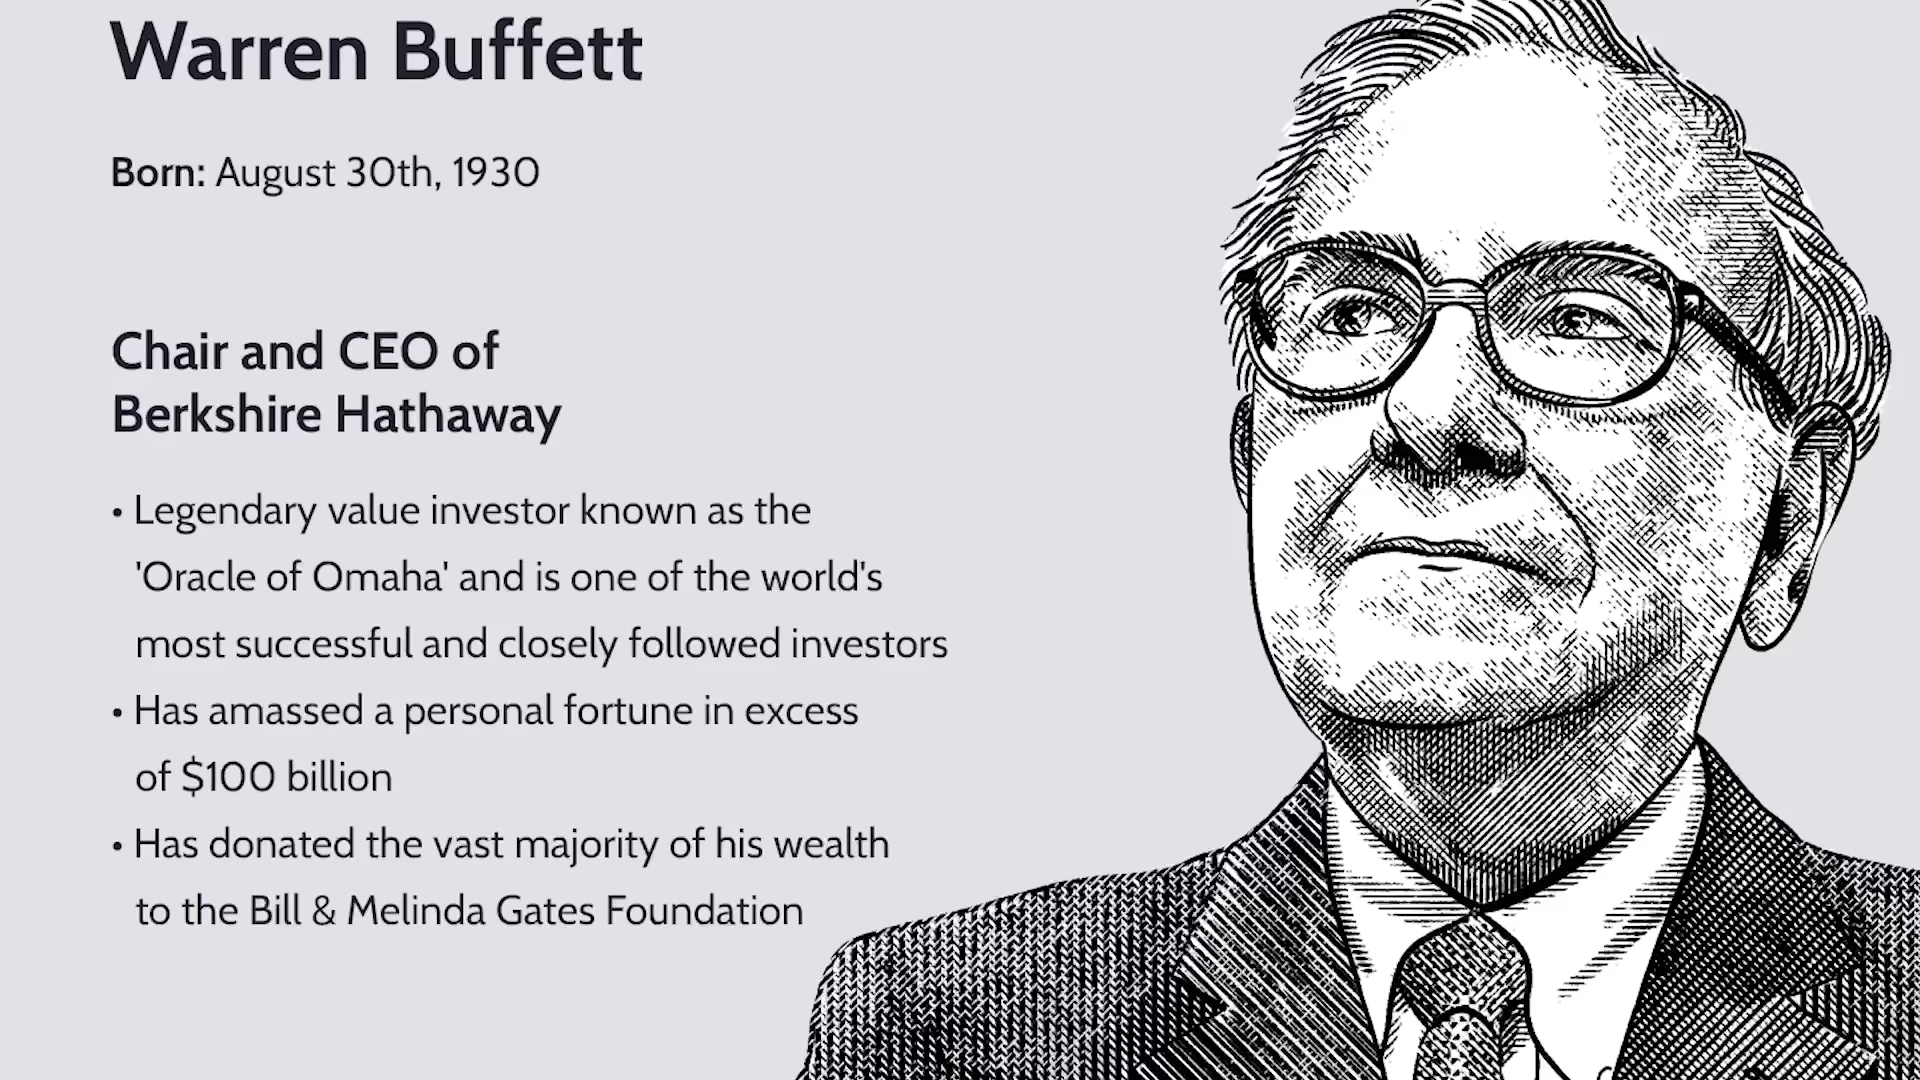 Warren Buffett
Born: August 30th, 1930
Chair and CEO of
Berkshire Hathaway
• Legendary value investor known as the
'Oracle of Omaha' and is one of the world's
most successful and closely followed investors
• Has amassed a personal fortune in excess
of $100 billion
• Has donated the vast majority of his wealth
to the Bill & Melinda Gates Foundation